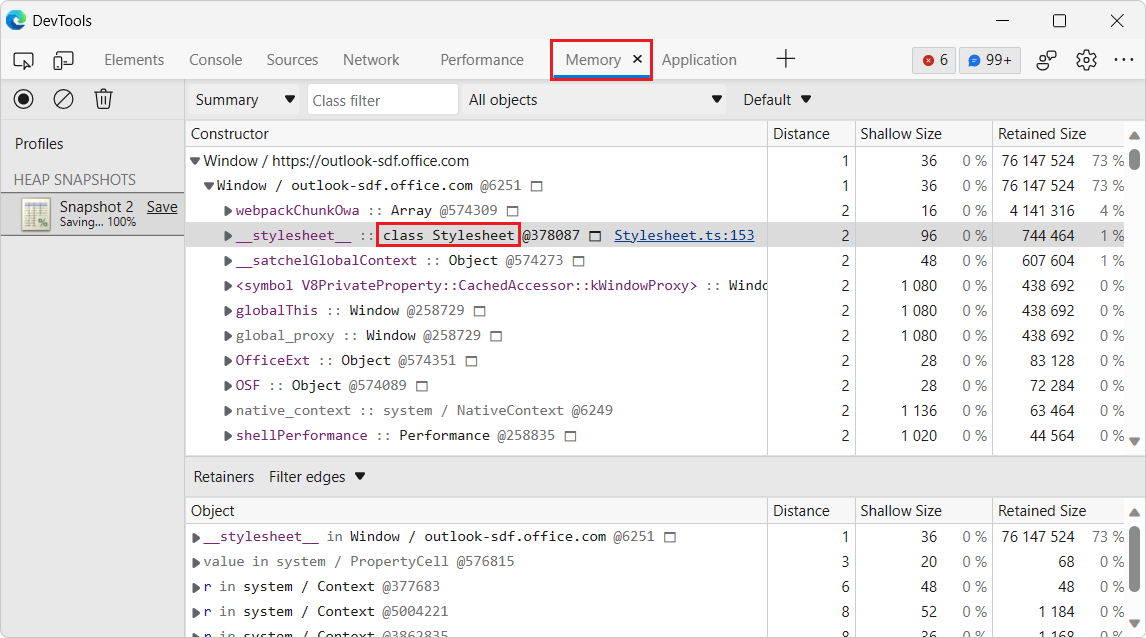 DevTools
Elements Console Sources Network Performance Memory Application 6 99+
Summary Class filter All objects Default
Profiles
HEAP SNAPSHOTS
Snapshot 2 Save
Saving... 100%
Constructor Distance Shallow Size Retained Size
Window / https://outlook-sdf.office.com 1 36 0 % 76 147 524 73 %
Window / outlook-sdf.office.com @6251 1 36 0 % 76 147 524 73 %
webpackChunkOwa :: Array @574309 2 16 0 % 4 141 316 4 %
__stylesheet__ :: class Stylesheet @378087 Stylesheet.ts:153 2 96 0 % 744 464 1 %
__satchelGlobalContext :: Object @574273 2 48 0 % 607 604 1 %
<symbol V8PrivateProperty::CachedAccessor::kWindowProxy> :: Windo 2 1 080 0 % 438 692 0 %
globalThis :: Window @258729 2 1 080 0 % 438 692 0 %
global_proxy :: Window @258729 2 1 080 0 % 438 692 0 %
OfficeExt :: Object @574351 2 28 0 % 83 128 0 %
OSF :: Object @574089 2 28 0 % 72 284 0 %
native_context :: system / NativeContext @6249 2 1 136 0 % 63 464 0 %
shellPerformance :: Performance @258835 2 1 020 0 % 44 564 0 %
Retainers Filter edges
Object Distance Shallow Size Retained Size
__stylesheet__ in Window / outlook-sdf.office.com @6251 1 36 0 % 76 147 524 73 %
value in system / PropertyCell @576815 3 20 0 % 68 0 %
r in system / Context @377683 6 48 0 % 48 0 %
r in system / Context @5004221 8 52 0 % 1 184 0 %
r in system / Context @3862835 8 36 0 % 1 168 0 %